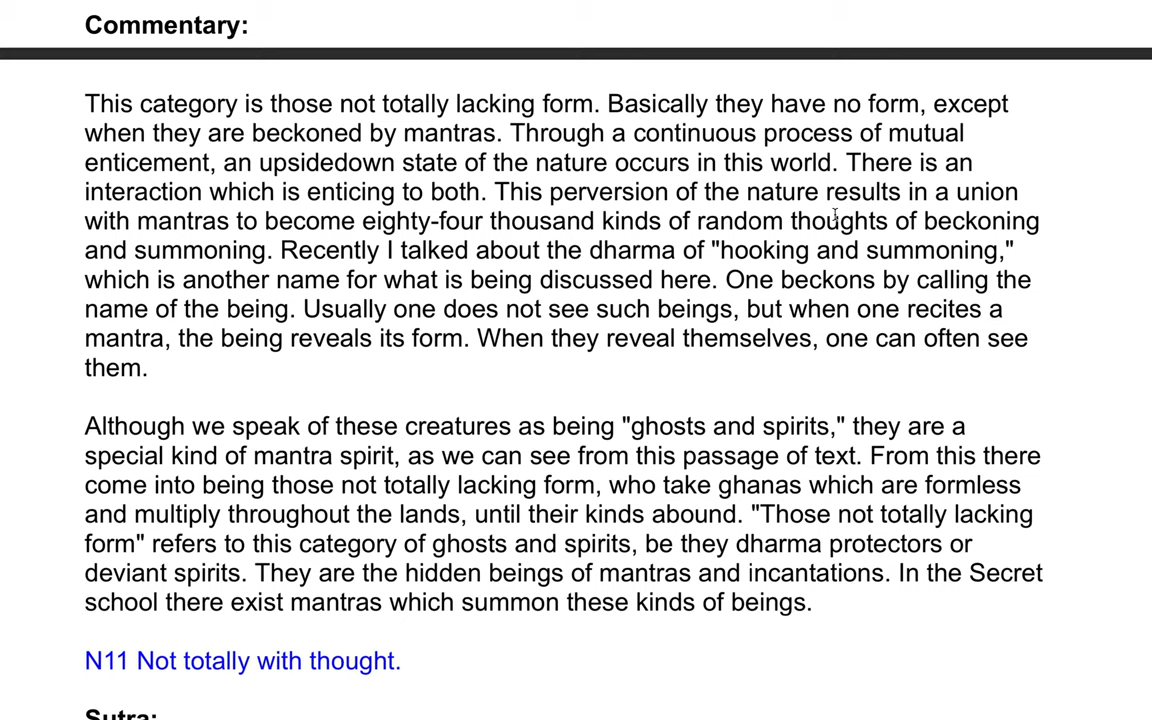 Commentary:
This category is those not totally lacking form. Basically they have no form, except
when they are beckoned by mantras. Through a continuous process of mutual
enticement, an upsidedown state of the nature occurs in this world. There is an
interaction which is enticing to both. This perversion of the nature results in a union
with mantras to become eighty-four thousand kinds of random thoughts of beckoning
and summoning. Recently I talked about the dharma of "hooking and summoning,"
which is another name for what is being discussed here. One beckons by calling the
name of the being. Usually one does not see such beings, but when one recites a
mantra, the being reveals its form. When they reveal themselves, one can often see
them.
Although we speak of these creatures as being "ghosts and spirits," they are a
special kind of mantra spirit, as we can see from this passage of text. From this there
come into being those not totally lacking form, who take ghanas which are formless
and multiply throughout the lands, until their kinds abound. "Those not totally lacking
form" refers to this category of ghosts and spirits, be they dharma protectors or
deviant spirits. They are the hidden beings of mantras and incantations. In the Secret
school there exist mantras which summon these kinds of beings.
N11 Not totally with thought.
Sutra: